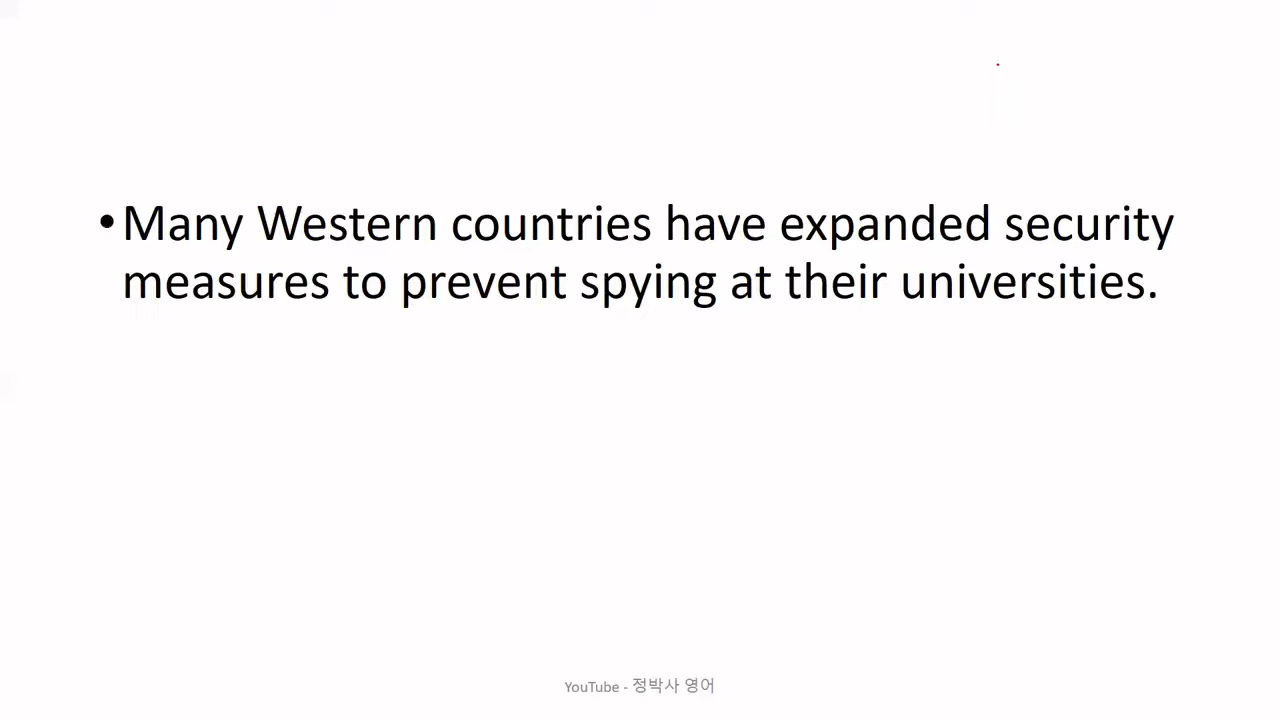 •Many Western countries have expanded security
measures to prevent spying at their universities.
YouTube - 정박사 영어